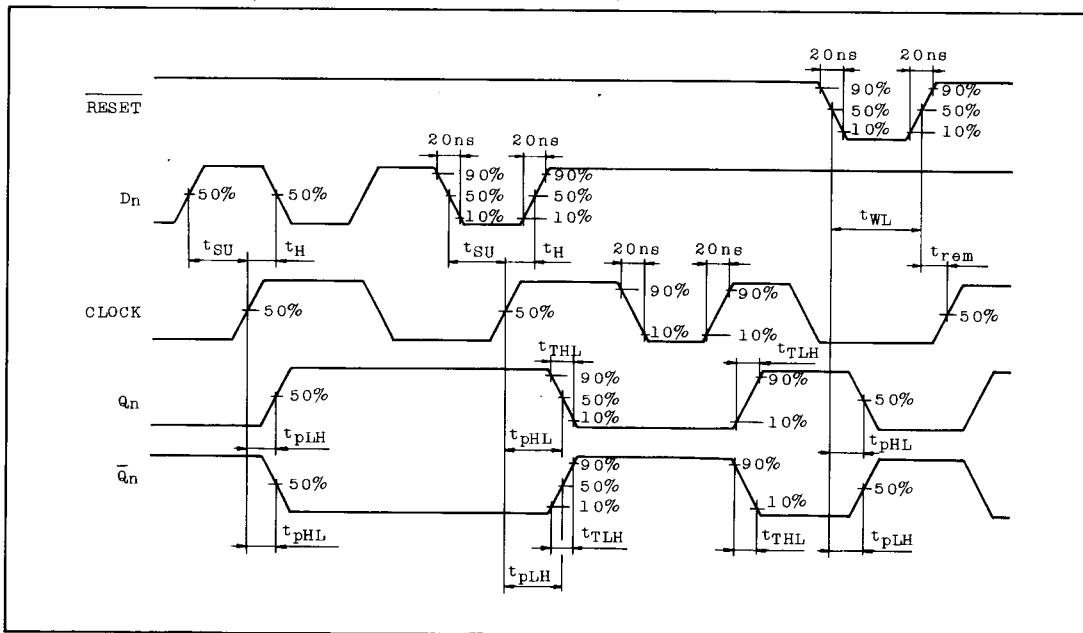 20ns 20ns
RESET 90% 90%
50% 50%
10% 10%
20ns 20ns
Dn 50% 50% 90% 90%
50% 50%
10% 10%
tSU tH tSU tH tWL
20ns 20ns trem
CLOCK 50% 50% 90% 90% 50%
10% 10%
tTHL tTLH
Qn 50% 90% 90% 50%
50%
10% 10%
tpLH tpHL tpHL
Q̅n 50% 90% 90% 50%
50%
10% 10%
tpHL tTLH tTHL tpLH
tpLH